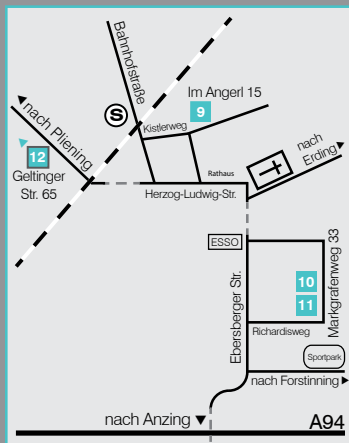 Bahnhofstraße
nach Pliening
S
Im Angerl 15
9
Kistlerweg
nach
Erding
12
Geltinger
Str. 65
Rathaus
Herzog-Ludwig-Str.
ESSO
Ebersberger Str.
Markgrafenweg 33
10
11
Richardisweg
Sportpark
nach Forstinning
nach Anzing
A94